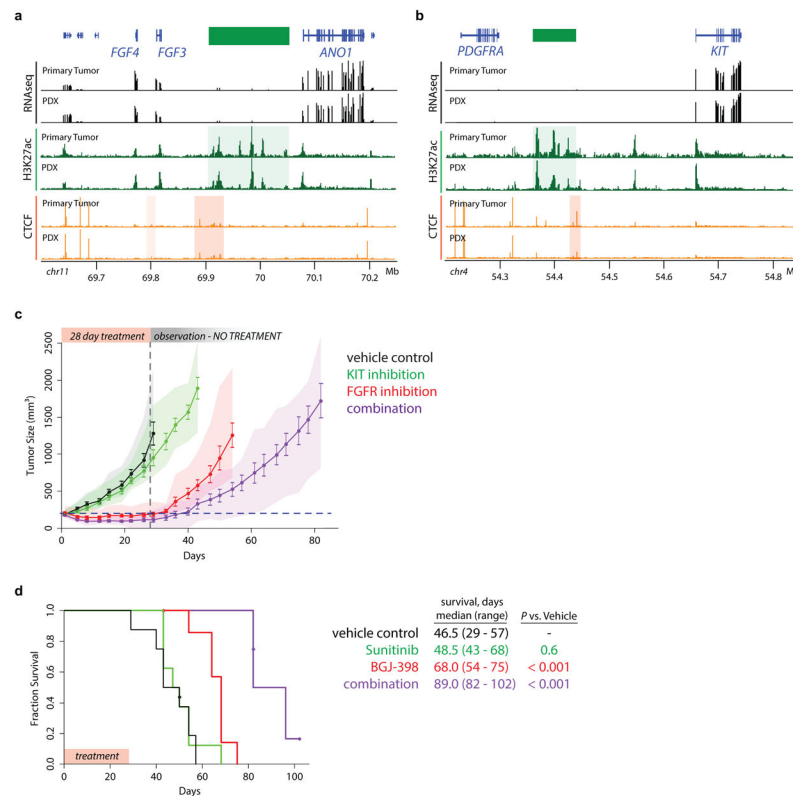 a
FGF4 FGF3 ANO1
RNAseq
Primary Tumor
PDX
H3K27ac
Primary Tumor
PDX
CTCF
Primary Tumor
PDX
chr11 69.7 69.8 69.9 70 70.1 70.2 Mb
b
PDGFRA KIT
RNAseq
Primary Tumor
PDX
H3K27ac
Primary Tumor
PDX
CTCF
Primary Tumor
PDX
chr4 54.3 54.4 54.5 54.6 54.7 54.8 M
c
28 day treatment observation - NO TREATMENT
Tumor Size (mm³)
2500
2000
1500
1000
500
0
0 20 40 60 80
Days
vehicle control
KIT inhibition
FGFR inhibition
combination
d
Fraction Survival
1.0
0.8
0.6
0.4
0.2
0.0
treatment
0 20 40 60 80 100
Days
survival, days
median (range) P vs. Vehicle
vehicle control 46.5 (29 - 57) -
Sunitinib 48.5 (43 - 68) 0.6
BGJ-398 68.0 (54 - 75) < 0.001
combination 89.0 (82 - 102) < 0.001